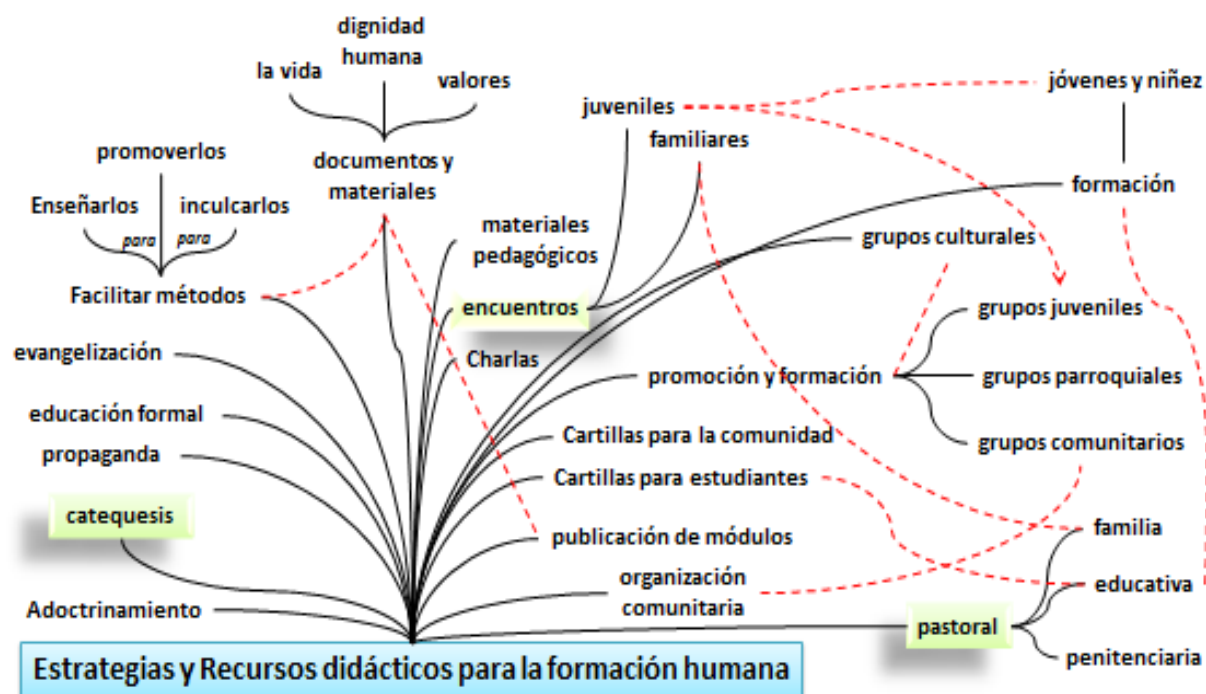 dignidad
humana
la vida
valores
jóvenes y niñez
juveniles
familiares
promoverlos
documentos y
materiales
formación
Enseñarlos
inculcarlos
para
para
materiales
pedagógicos
grupos culturales
Facilitar métodos
encuentros
grupos juveniles
evangelización
Charlas
promoción y formación
grupos parroquiales
educación formal
Cartillas para la comunidad
grupos comunitarios
propaganda
Cartillas para estudiantes
catequesis
publicación de módulos
familia
organización
comunitaria
educativa
Adoctrinamiento
pastoral
penitenciaria
Estrategias y Recursos didácticos para la formación humana